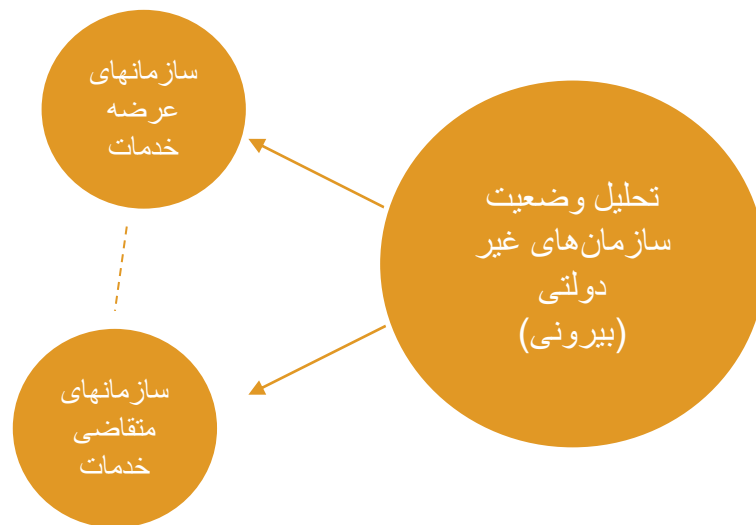 سازمانهای
عرضه
خدمات
تحلیل وضعیت
سازمان‌های غیر
دولتی
(بیرونی)
سازمانهای
متقاضی
خدمات